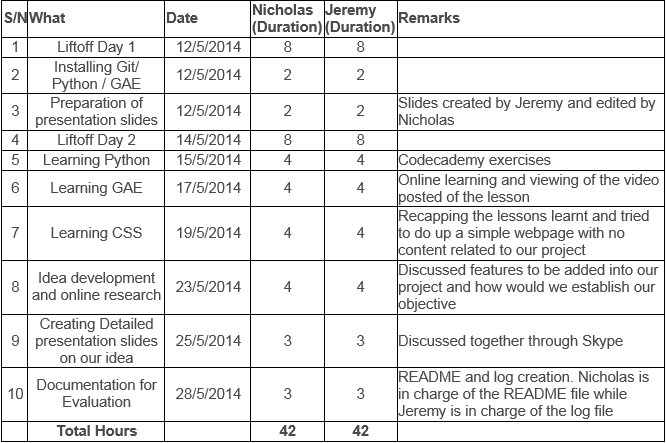 S/N What Date Nicholas (Duration) Jeremy (Duration) Remarks
1 Liftoff Day 1 12/5/2014 8 8
2 Installing Git/ Python / GAE 12/5/2014 2 2
3 Preparation of presentation slides 12/5/2014 2 2 Slides created by Jeremy and edited by Nicholas
4 Liftoff Day 2 14/5/2014 8 8
5 Learning Python 15/5/2014 4 4 Codecademy exercises
6 Learning GAE 17/5/2014 4 4 Online learning and viewing of the video posted of the lesson
7 Learning CSS 19/5/2014 4 4 Recapping the lessons learnt and tried to do up a simple webpage with no content related to our project
8 Idea development and online research 23/5/2014 4 4 Discussed features to be added into our project and how would we establish our objective
9 Creating Detailed presentation slides on our idea 25/5/2014 3 3 Discussed together through Skype
10 Documentation for Evaluation 28/5/2014 3 3 README and log creation. Nicholas is in charge of the README file while Jeremy is in charge of the log file
Total Hours 42 42